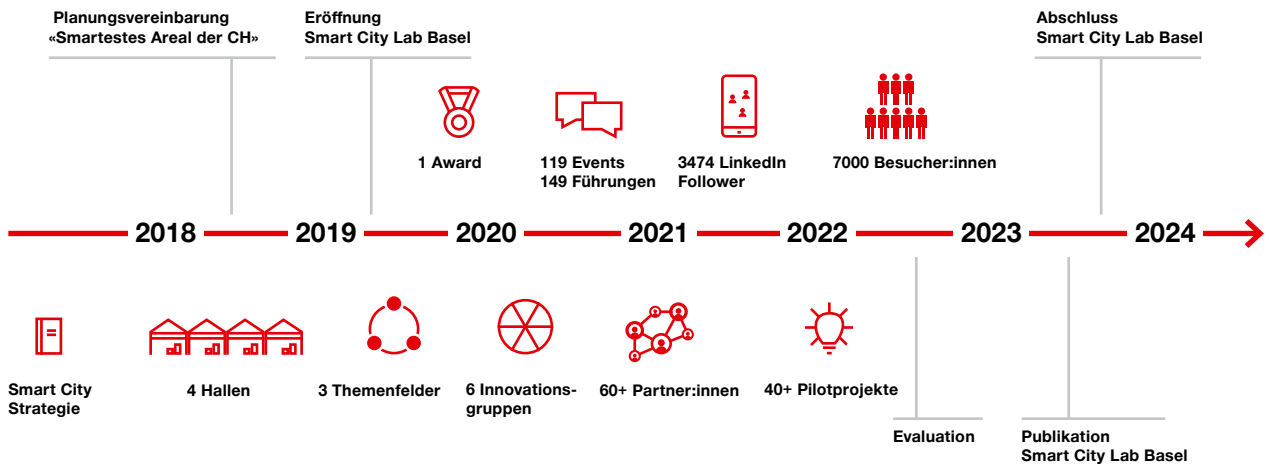 Planungsvereinbarung
«Smartestes Areal der CH»
Eröffnung
Smart City Lab Basel
Abschluss
Smart City Lab Basel
1 Award
119 Events
149 Führungen
3474 LinkedIn
Follower
7000 Besucher:innen
2018
2019
2020
2021
2022
2023
2024
Smart City
Strategie
4 Hallen
3 Themenfelder
6 Innovations-
gruppen
60+ Partner:innen
40+ Pilotprojekte
Evaluation
Publikation
Smart City Lab Basel